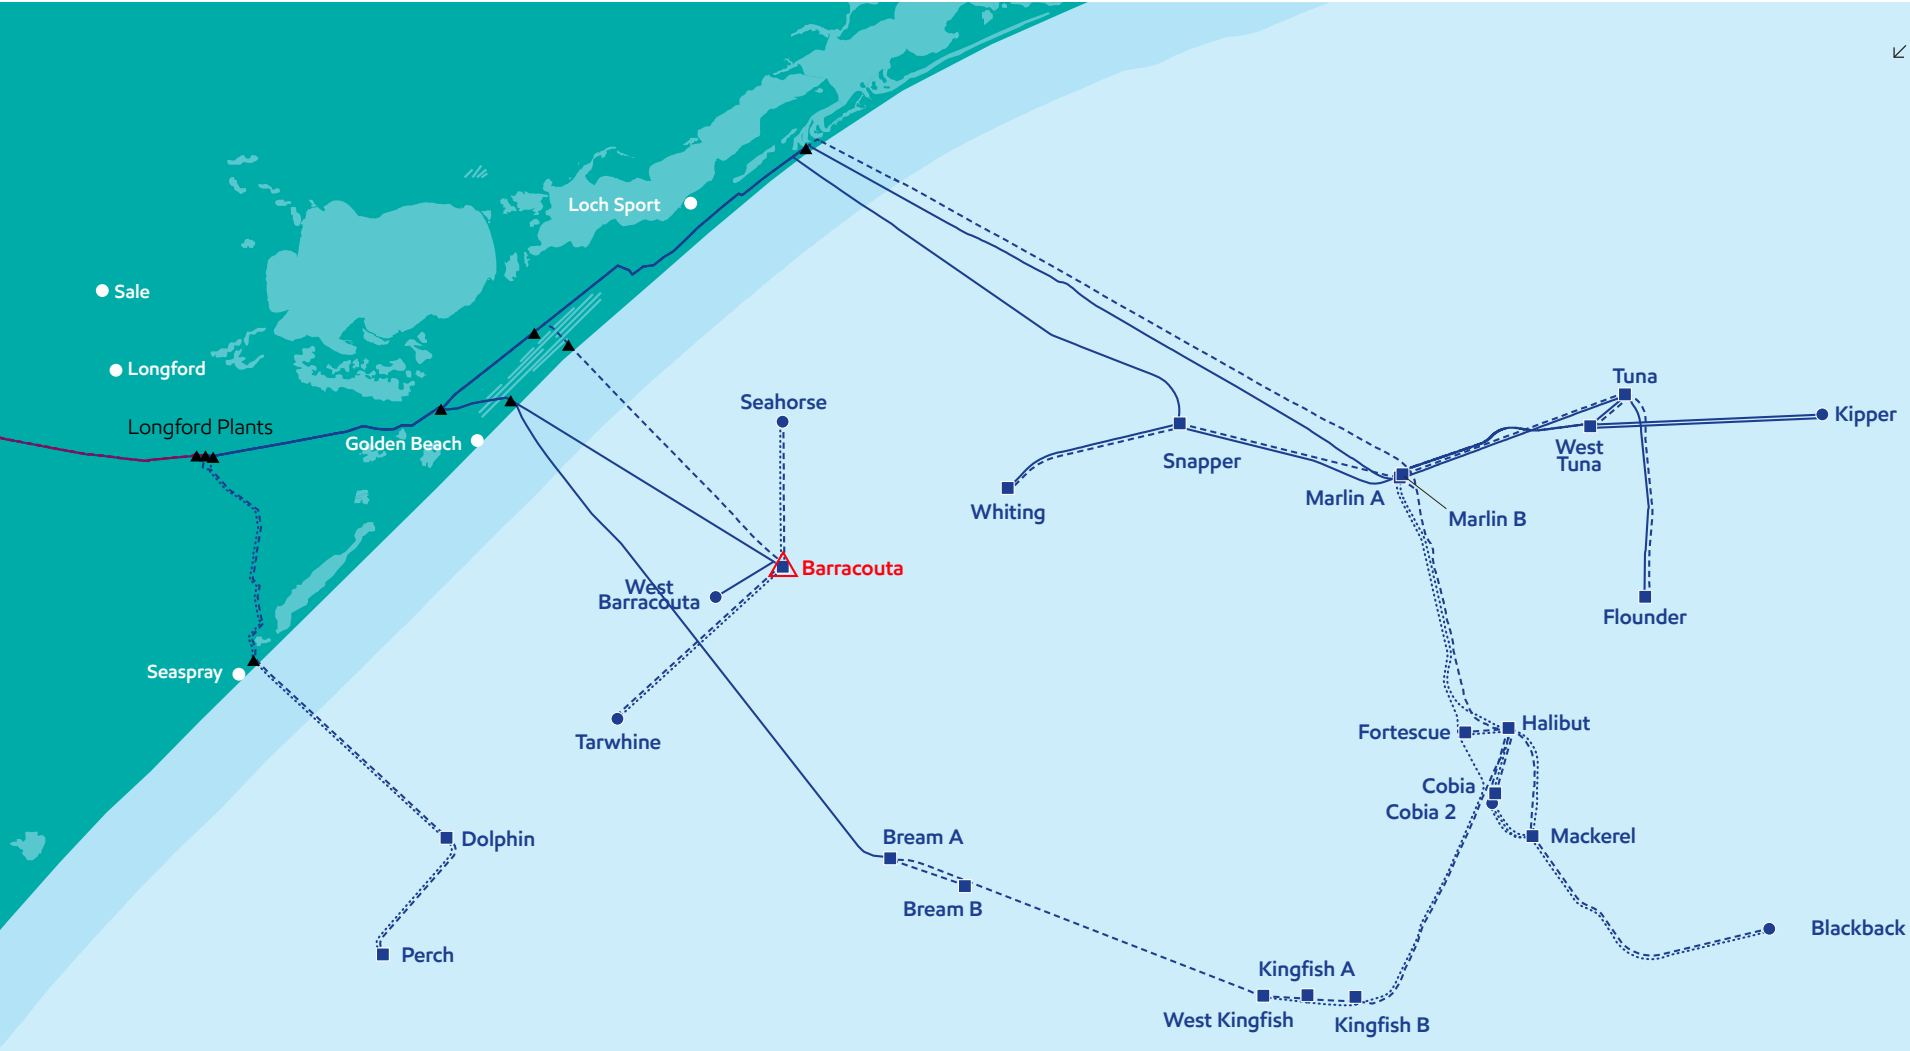 Loch Sport
Sale
Longford
Tuna
Seahorse
Kipper
Longford Plants
Golden Beach
West
Tuna
Snapper
Marlin A
Whiting
Marlin B
Barracouta
West
Barracouta
Flounder
Seaspray
Halibut
Fortescue
Tarwhine
Cobia
Cobia 2
Bream A
Mackerel
Dolphin
Bream B
Blackback
Perch
Kingfish A
West Kingfish
Kingfish B